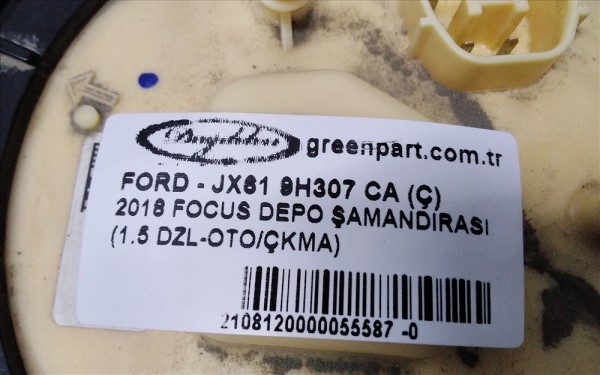 greenpart.com.tr
FORD - JX61 9H307 CA (Ç)
2018 FOCUS DEPO ŞAMANDIRASI
(1.5 DZL-OTO/ÇKMA)
2108120000055587 -0